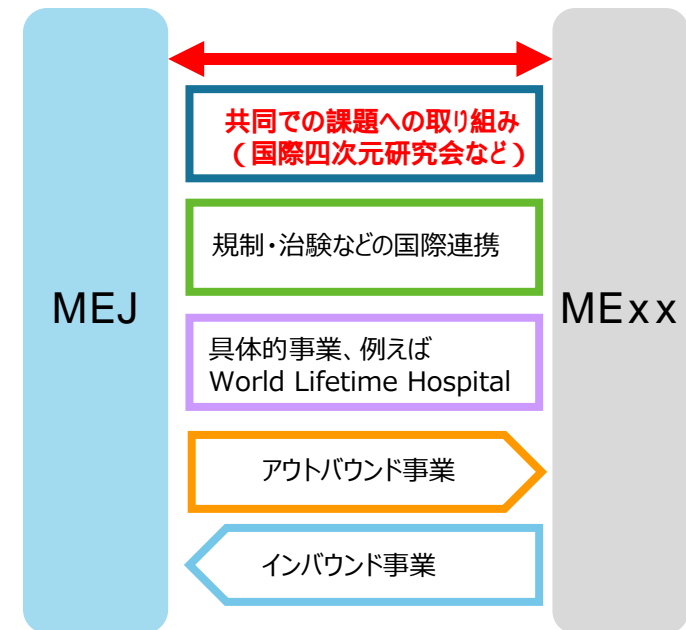 共同での課題への取り組み
（国際四次元研究会など）
規制・治験などの国際連携
MEJ
MExx
具体的事業、例えば
World Lifetime Hospital
アウトバウンド事業
インバウンド事業